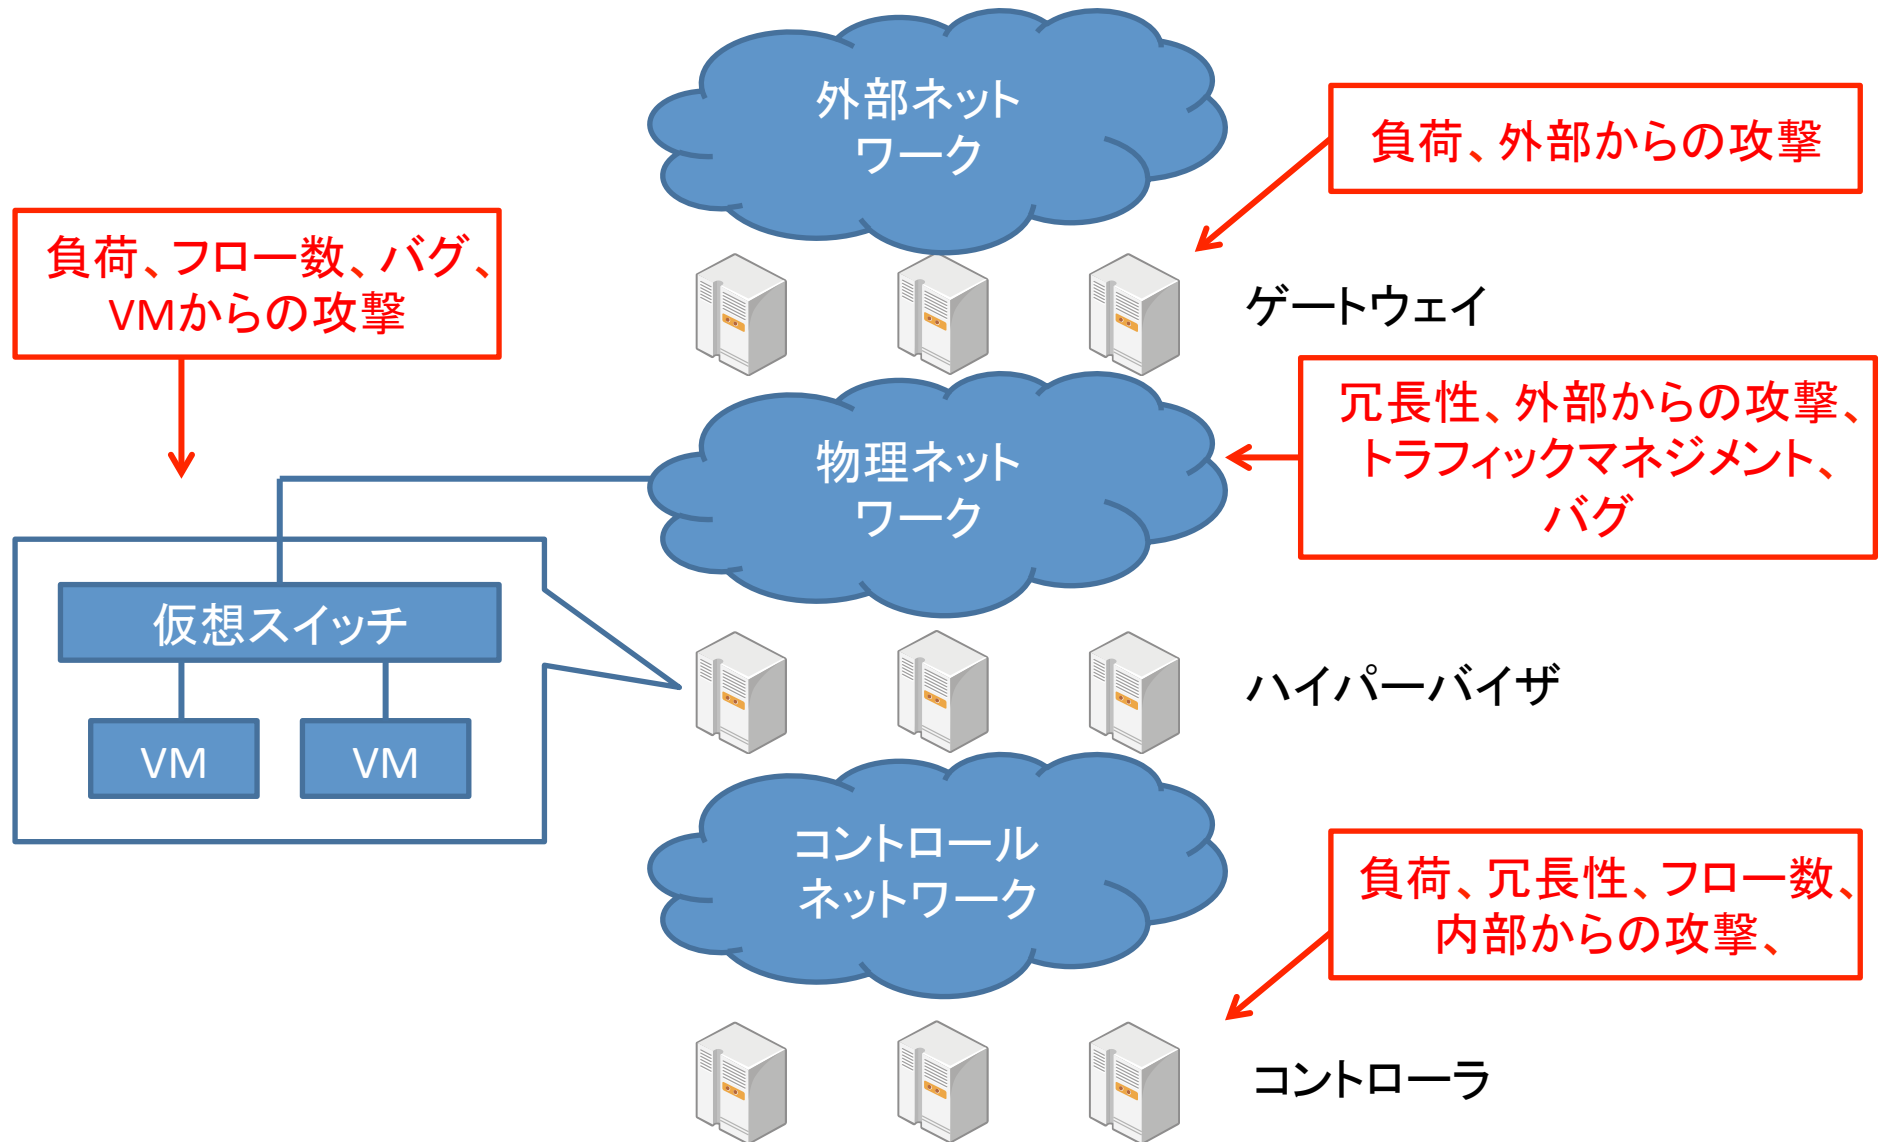 外部ネット
ワーク
負荷、外部からの攻撃
負荷、フロー数、バグ、
VMからの攻撃
ゲートウェイ
冗長性、外部からの攻撃、
トラフィックマネジメント、
バグ
物理ネット
ワーク
仮想スイッチ
VM
VM
ハイパーバイザ
コントロール
ネットワーク
負荷、冗長性、フロー数、
内部からの攻撃、
コントローラ